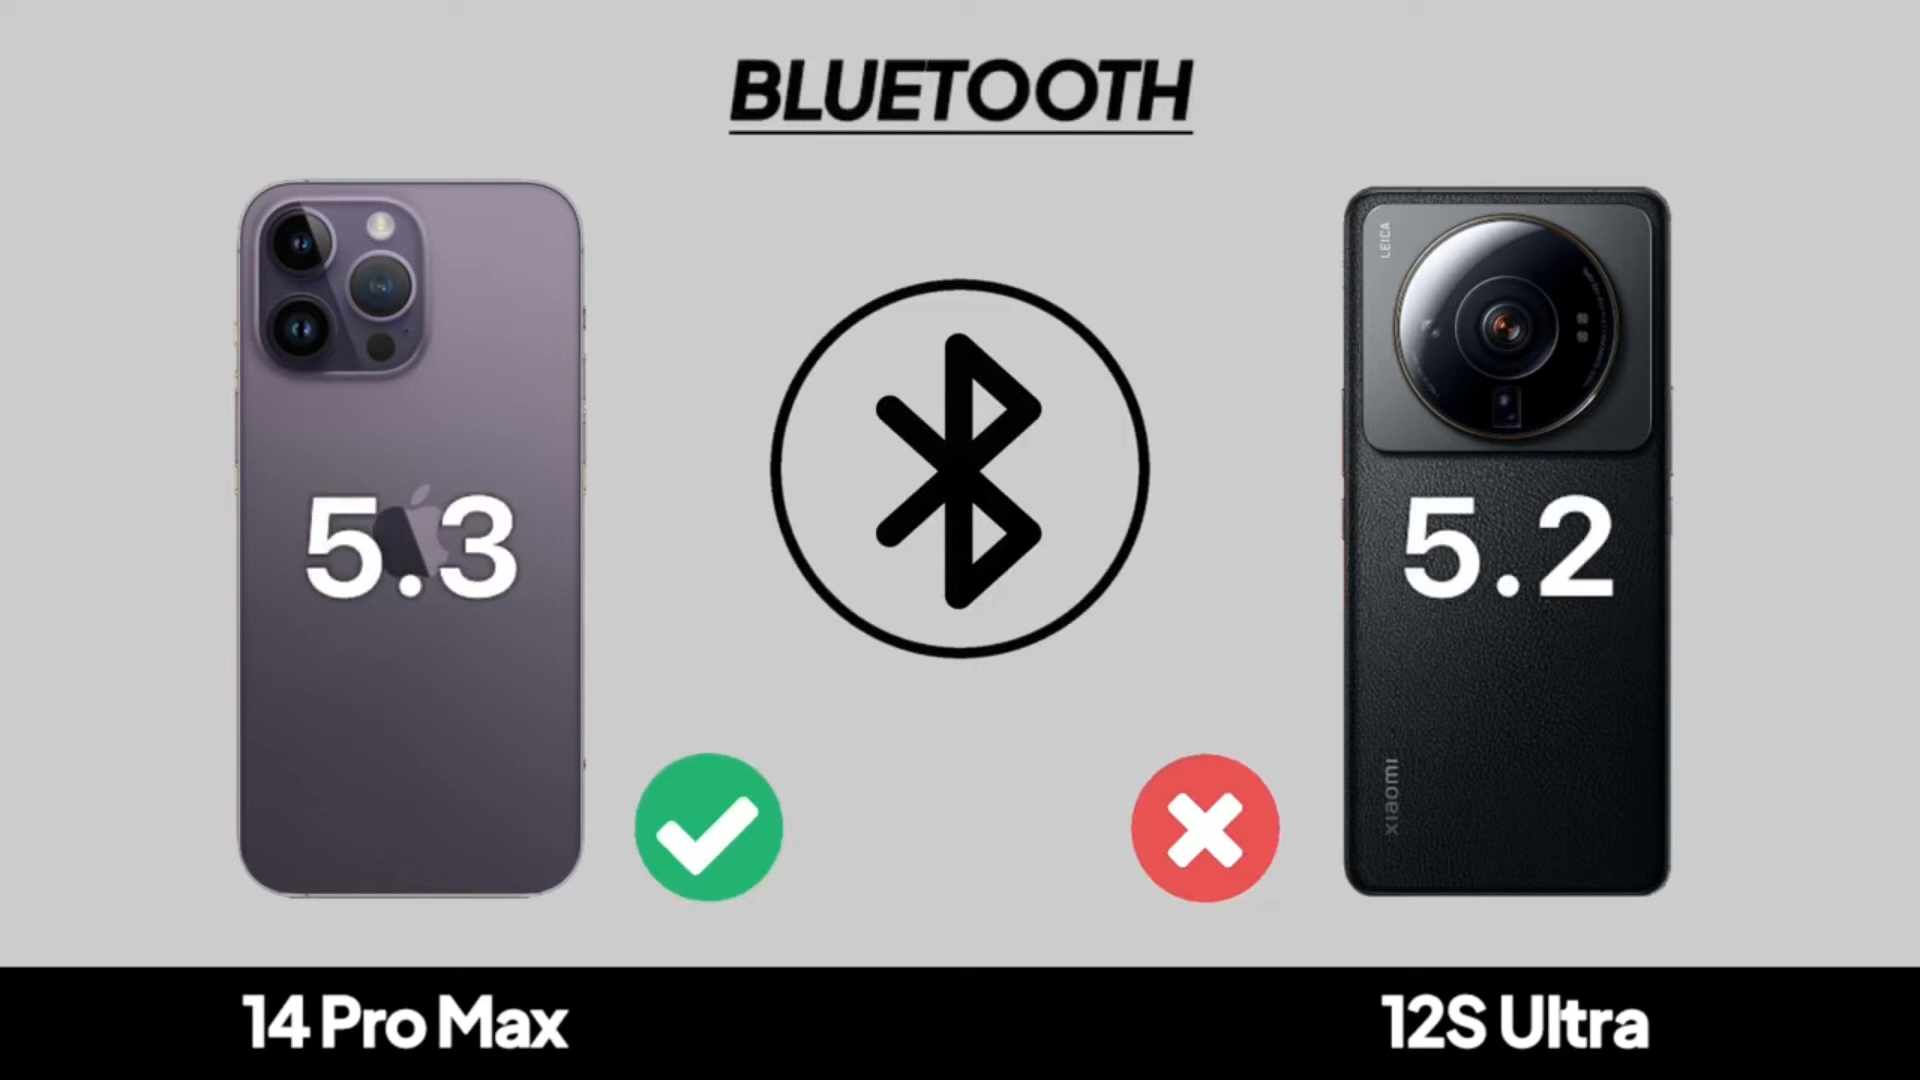 BLUETOOTH
LEICA
5.3
5.2
xiaomi
14 Pro Max
12S Ultra